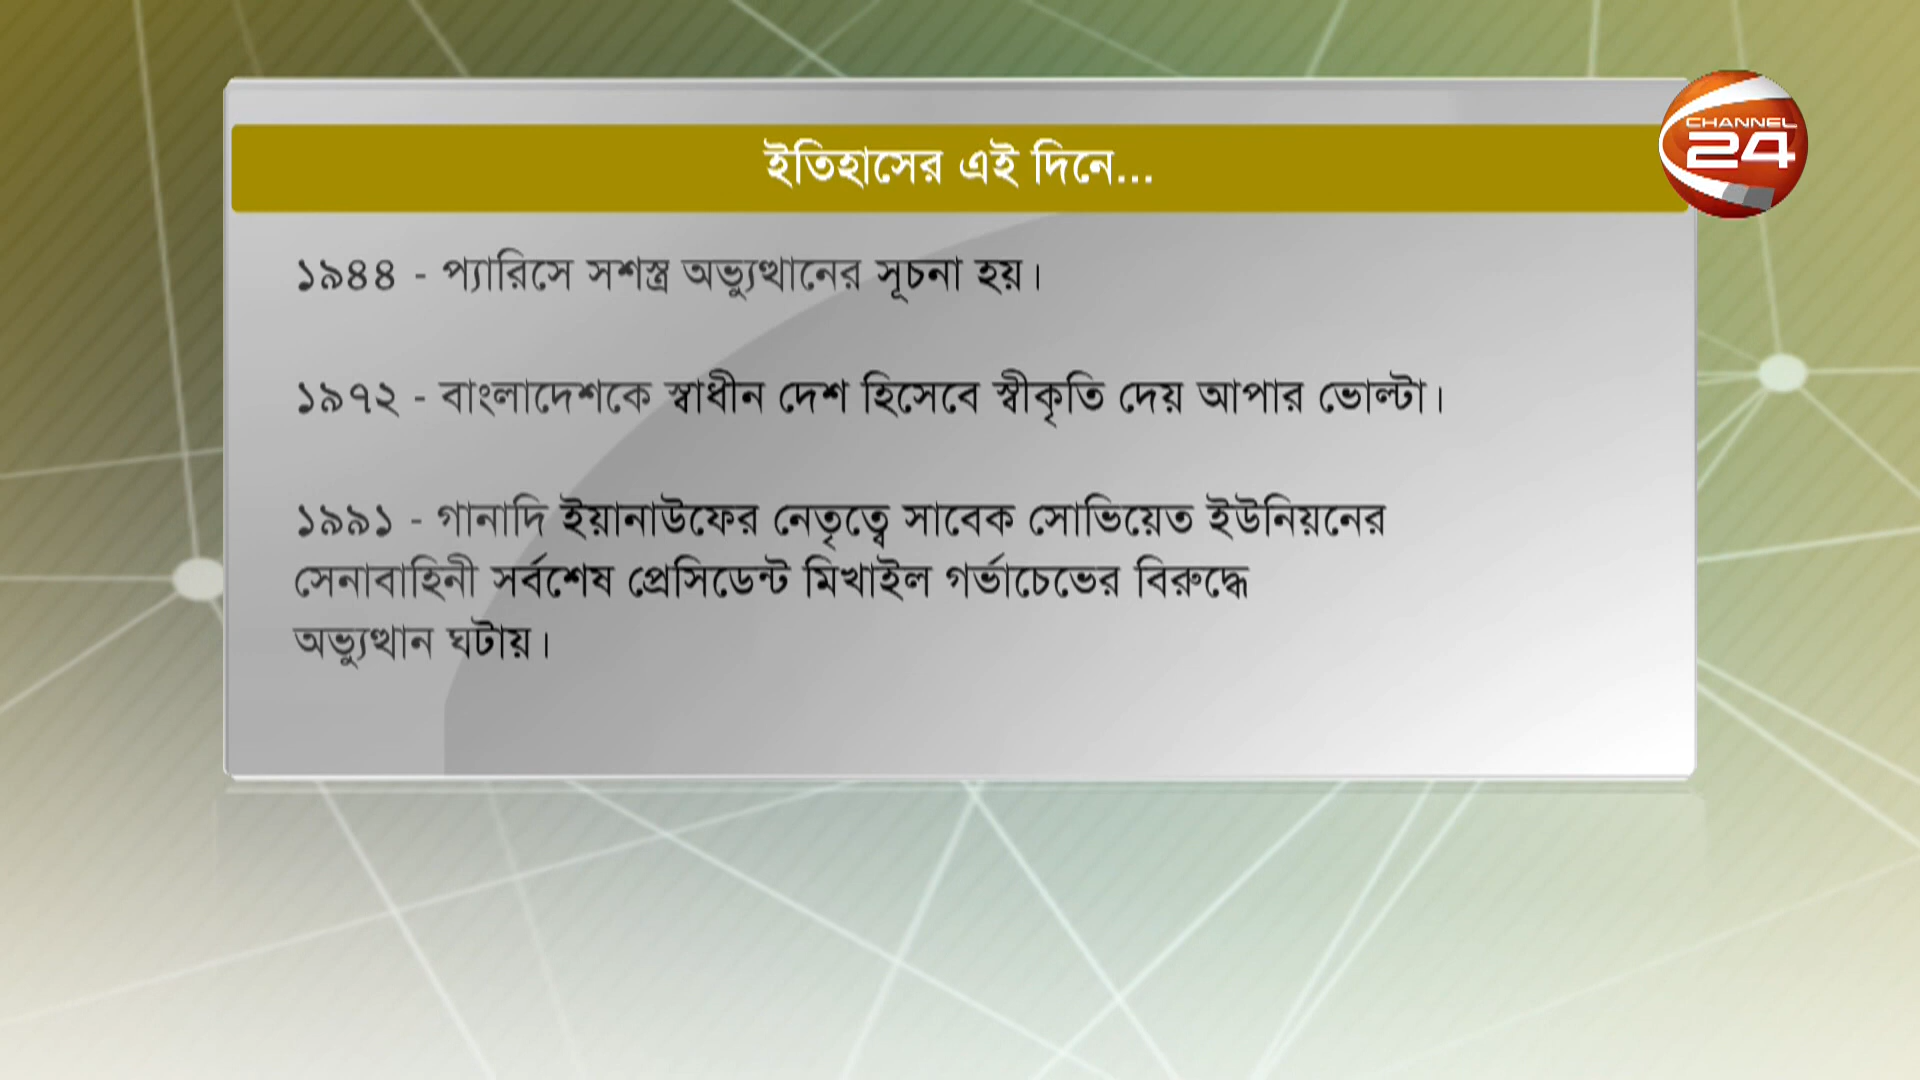 ইতিহাসের এই দিনে...
CHANNEL
24
১৯৪৪ - প্যারিসে সশস্ত্র অভ্যুত্থানের সূচনা হয়।
১৯৭২ - বাংলাদেশকে স্বাধীন দেশ হিসেবে স্বীকৃতি দেয় আপার ভোল্টা।
১৯৯১ - গানাদি ইয়ানাউফের নেতৃত্বে সাবেক সোভিয়েত ইউনিয়নের
সেনাবাহিনী সর্বশেষ প্রেসিডেন্ট মিখাইল গর্ভাচেভের বিরুদ্ধে
অভ্যুত্থান ঘটায়।